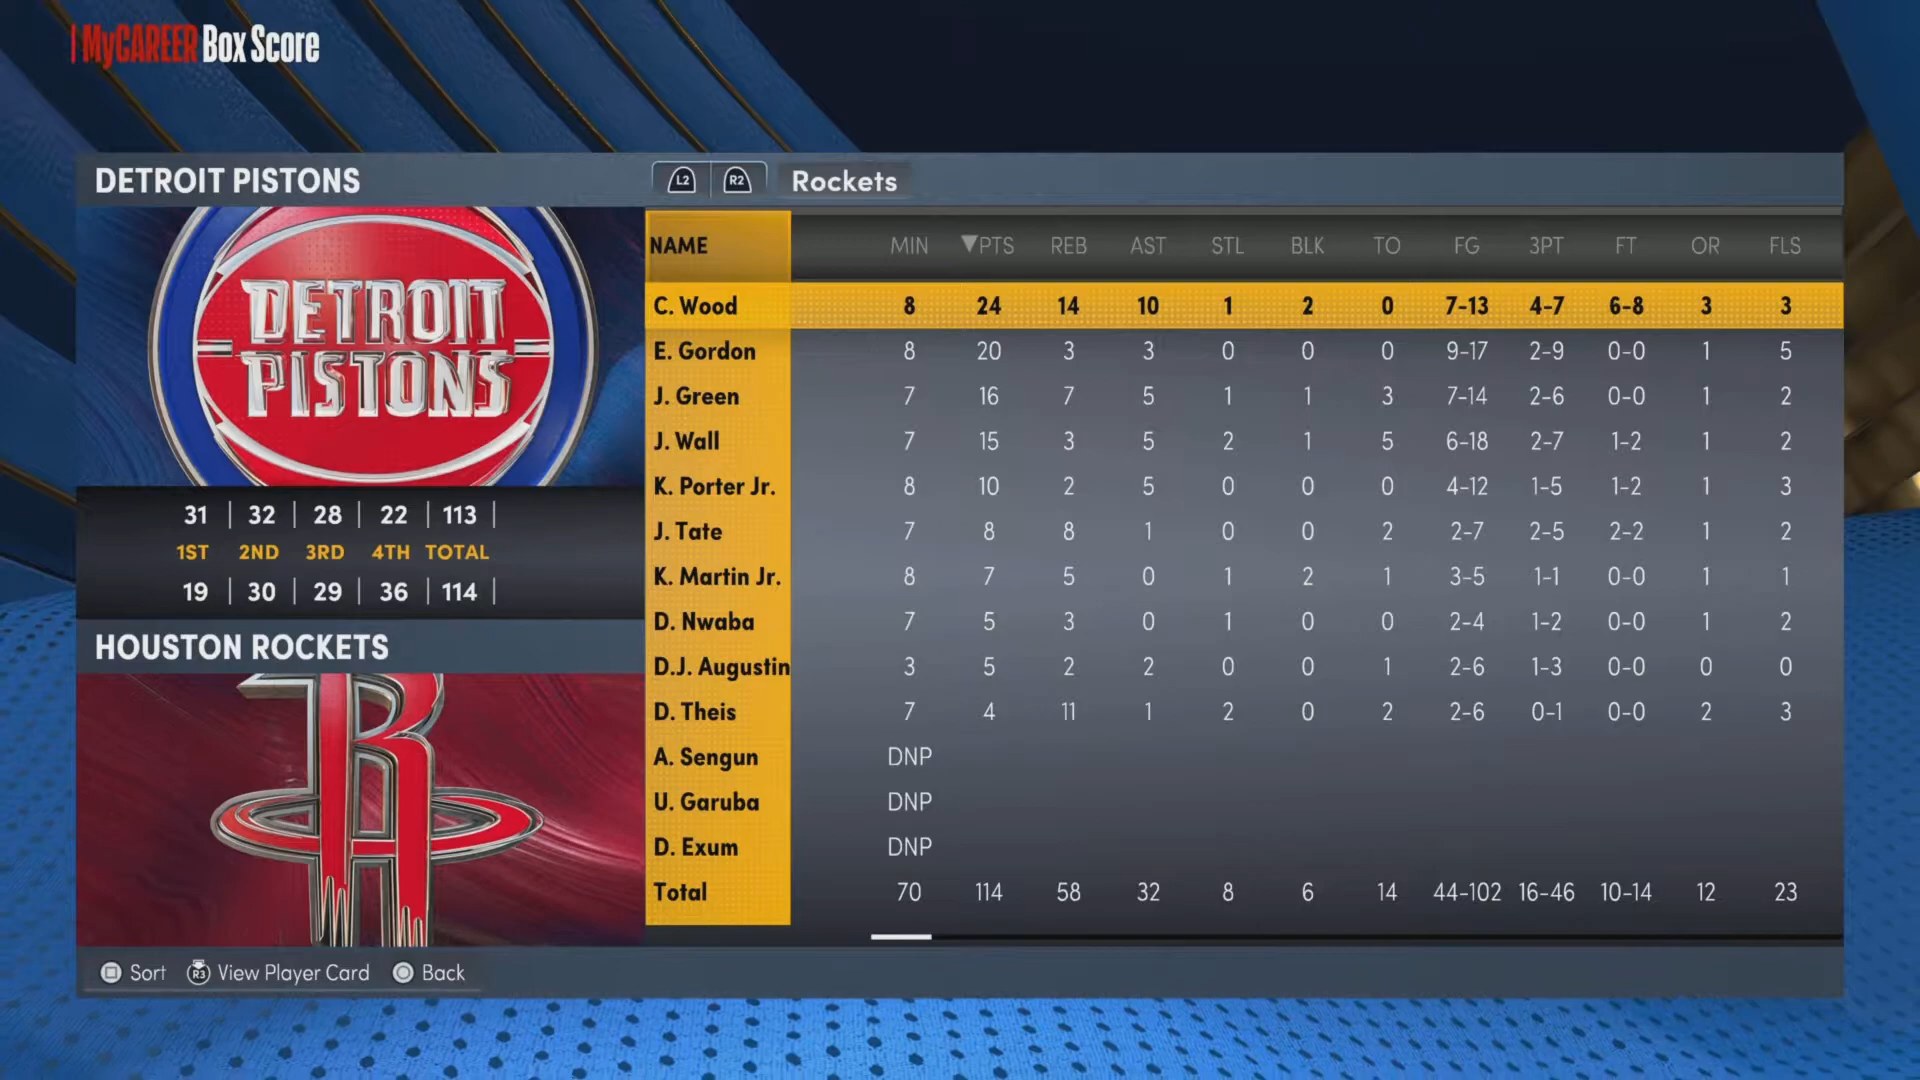 MyCAREER Box Score
DETROIT PISTONS
L2 R2 Rockets
DETROIT
PISTONS
31 | 32 | 28 | 22 | 113 |
1ST 2ND 3RD 4TH TOTAL
19 | 30 | 29 | 36 | 114 |
HOUSTON ROCKETS
R
NAME MIN ▼PTS REB AST STL BLK TO FG 3PT FT OR FLS
C. Wood 8 24 14 10 1 2 0 7-13 4-7 6-8 3 3
E. Gordon 8 20 3 3 0 0 0 9-17 2-9 0-0 1 5
J. Green 7 16 7 5 1 1 3 7-14 2-6 0-0 1 2
J. Wall 7 15 3 5 2 1 5 6-18 2-7 1-2 1 2
K. Porter Jr. 8 10 2 5 0 0 0 4-12 1-5 1-2 1 3
J. Tate 7 8 8 1 0 0 2 2-7 2-5 2-2 1 2
K. Martin Jr. 8 7 5 0 1 2 1 3-5 1-1 0-0 1 1
D. Nwaba 7 5 3 0 1 0 0 2-4 1-2 0-0 1 2
D.J. Augustin 3 5 2 2 0 0 1 2-6 1-3 0-0 0 0
D. Theis 7 4 11 1 2 0 2 2-6 0-1 0-0 2 3
A. Sengun DNP
U. Garuba DNP
D. Exum DNP
Total 70 114 58 32 8 6 14 44-102 16-46 10-14 12 23
Sort R3 View Player Card Back